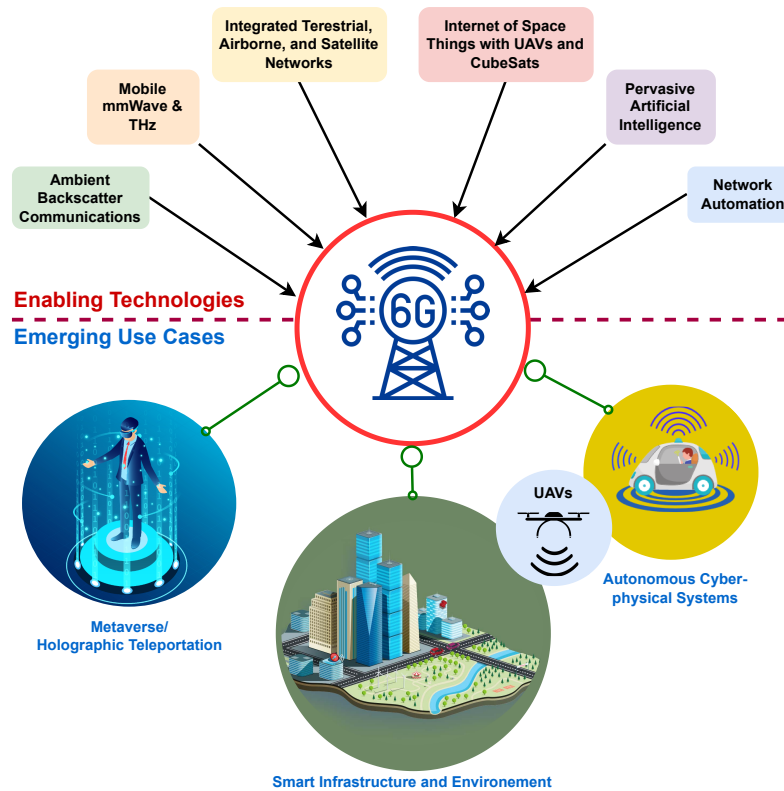 Integrated Terestrial,
Airborne, and Satellite
Networks
Internet of Space
Things with UAVs and
CubeSats
Mobile
mmWave &
THz
Pervasive
Artificial
Intelligence
Ambient
Backscatter
Communications
Network
Automation
6G
Enabling Technologies
Emerging Use Cases
UAVs
Autonomous Cyber-
physical Systems
Metaverse/
Holographic Teleportation
Smart Infrastructure and Environement